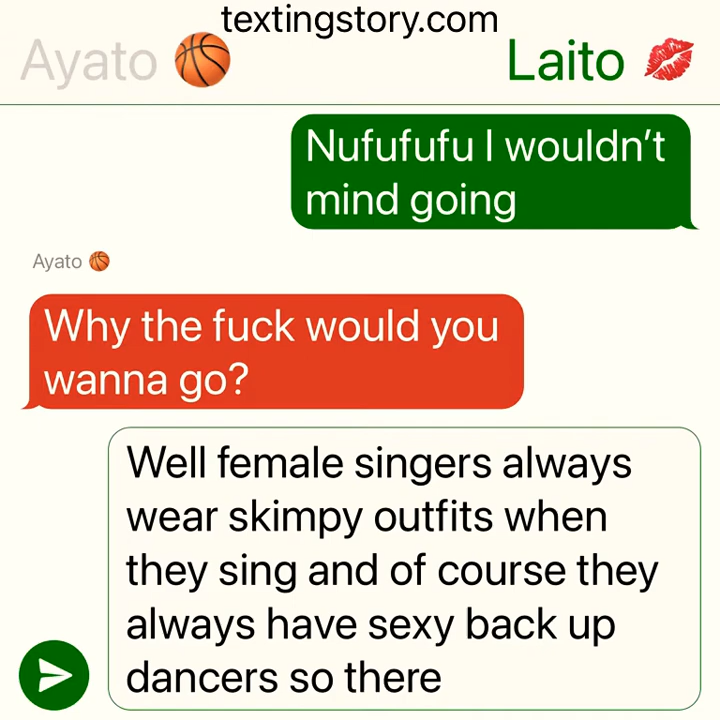 textingstory.com
Ayato 🏀
Laito 💋
Nufufufu I wouldn’t
mind going
Ayato 🏀
Why the fuck would you
wanna go?
Well female singers always
wear skimpy outfits when
they sing and of course they
always have sexy back up
dancers so there